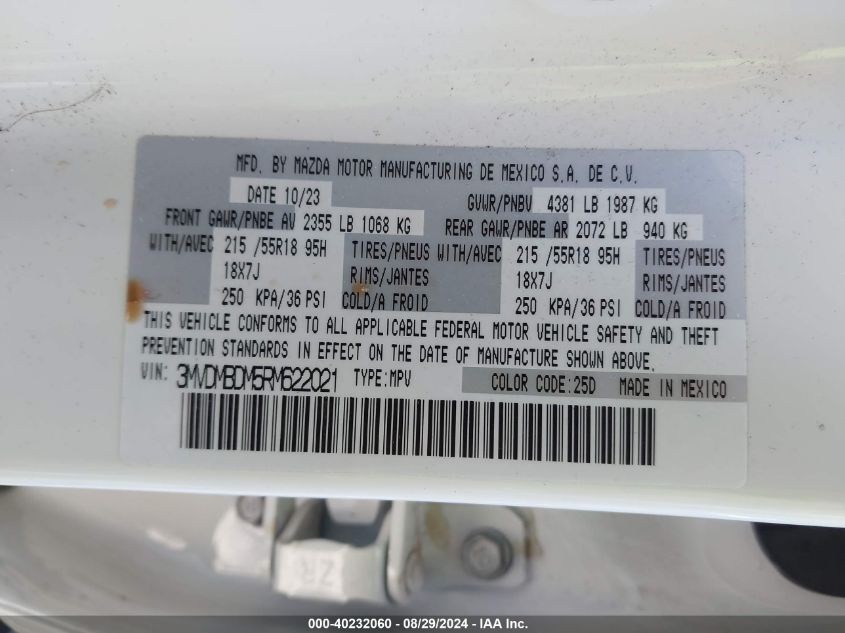 MFD. BY MAZDA MOTOR MANUFACTURING DE MEXICO S.A. DE C.V.
DATE 10/23 GVWR/PNBV 4381 LB 1987 KG
FRONT GAWR/PNBE AV 2355 LB 1068 KG REAR GAWR/PNBE AR 2072 LB 940 KG
WITH/AVEC 215 /55R18 95H TIRES/PNEUS WITH/AVEC 215 /55R18 95H TIRES/PNEUS
18X7J RIMS/JANTES 18X7J RIMS/JANTES
250 KPA/36 PSI COLD/A FROID 250 KPA/36 PSI COLD/A FROID
THIS VEHICLE CONFORMS TO ALL APPLICABLE FEDERAL MOTOR VEHICLE SAFETY AND THEFT
PREVENTION STANDARDS IN EFFECT ON THE DATE OF MANUFACTURE SHOWN ABOVE.
VIN: 3MVDMBDM5RM622021 TYPE:MPV COLOR CODE:25D MADE IN MEXICO
ZR
000-40232060 - 08/29/2024 - IAA Inc.